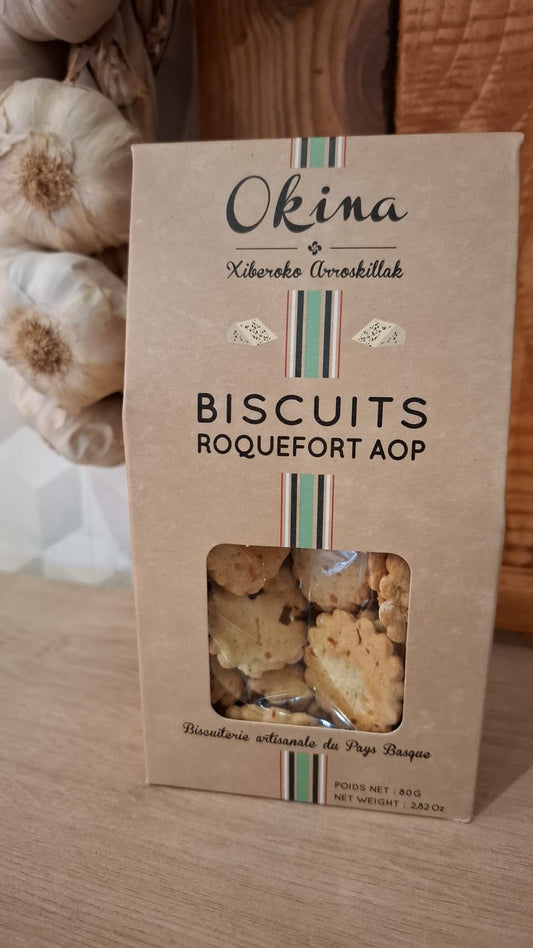 Okina
Xiberoko Arroskillak
BISCUITS
ROQUEFORT AOP
Biscuiterie artisanale du Pays Basque
POIDS NET : 80G
NET WEIGHT : 2.82 Oz